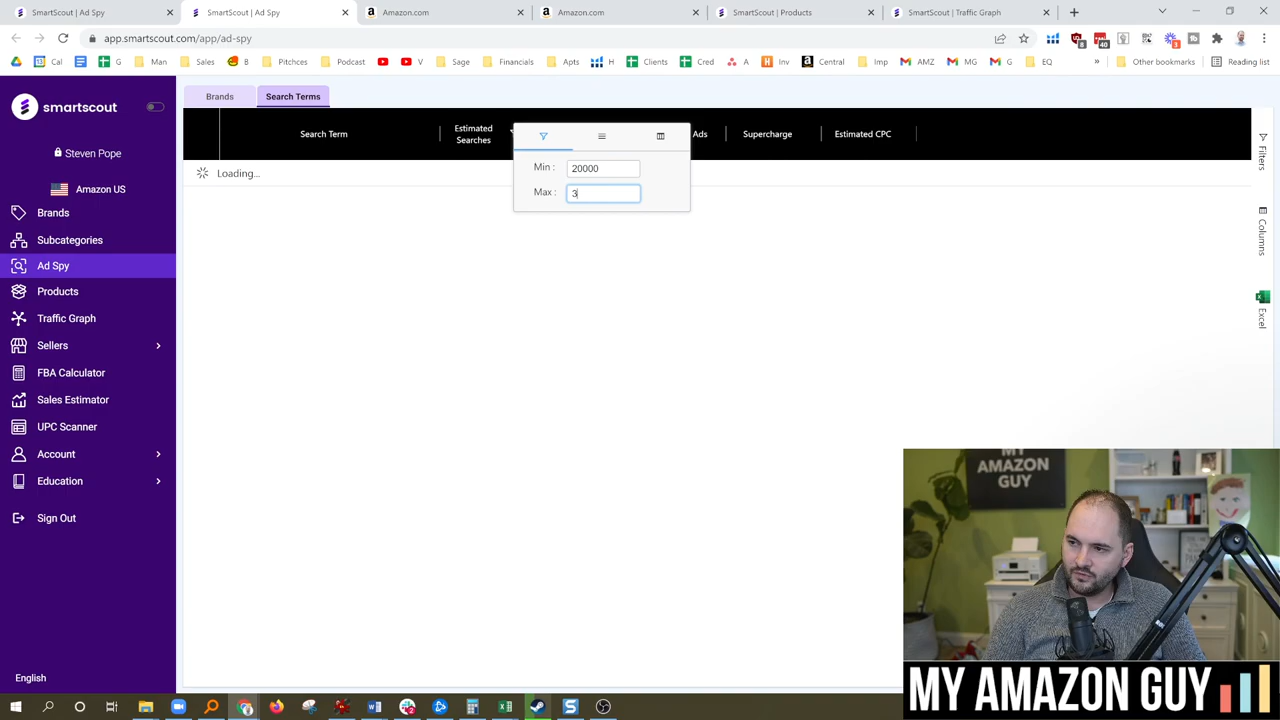 SmartScout | Ad Spy
SmartScout | Ad Spy
Amazon.com
Amazon.com
SmartScout | Products
SmartScout | Traffic Graph
app.smartscout.com/app/ad-spy
8
40
3
Cal
G
Man
Sales
B
Pitchces
Podcast
V
Sage
Financials
Apts
H
Clients
Cred
A
Inv
Central
Imp
AMZ
MG
G
EQ
»
Other bookmarks
Reading list
smartscout
Steven Pope
Amazon US
Brands
Subcategories
Ad Spy
Products
Traffic Graph
Sellers
FBA Calculator
Sales Estimator
UPC Scanner
Account
Education
Sign Out
English
Brands
Search Terms
Search Term
Estimated
Searches
Ads
Supercharge
Estimated CPC
Loading...
Min :
20000
Max :
3
Filters
Columns
Excel
MY
AMAZON
GUY
MY AMAZON GUY